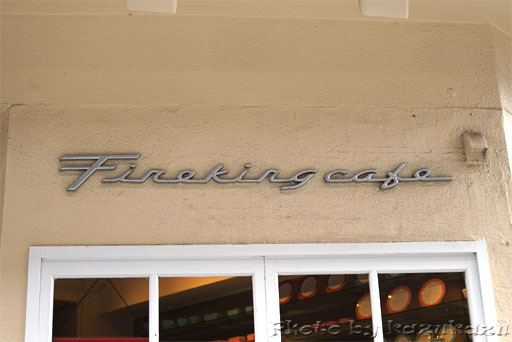 Fireking cafe
Photo by kazukazu